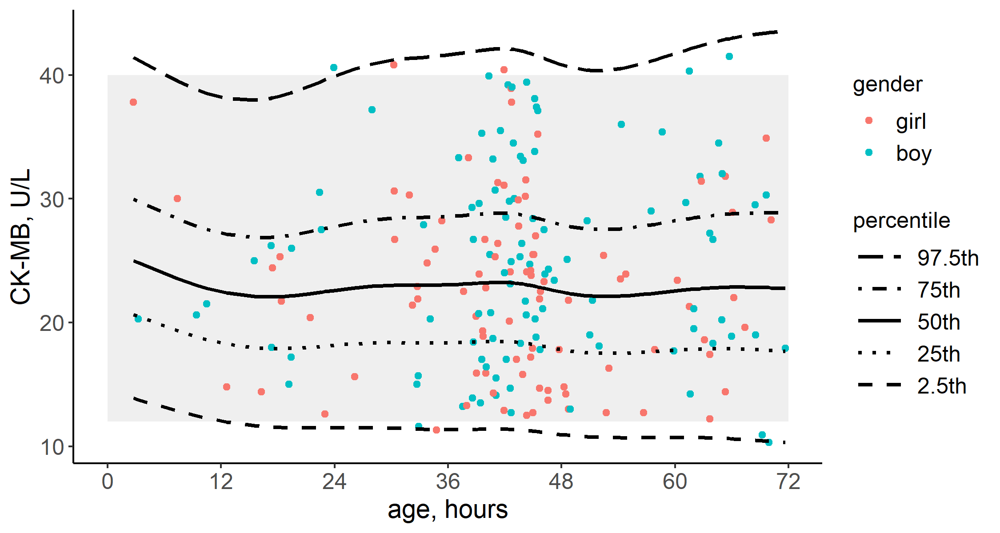 CK-MB, U/L
40
30
20
10
0 12 24 36 48 60 72
age, hours
gender
girl
boy
percentile
97.5th
75th
50th
25th
2.5th